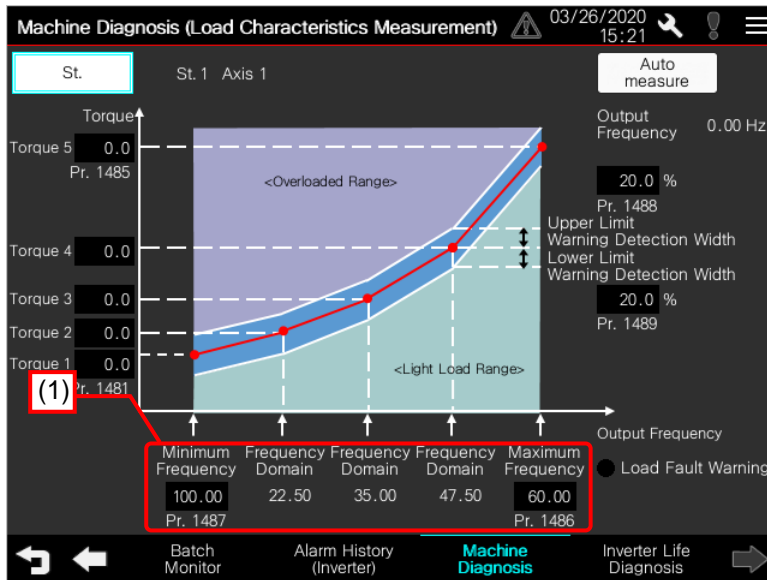 Machine Diagnosis (Load Characteristics Measurement)
03/26/2020
15:21
St.
St. 1 Axis 1
Auto
measure
Torque
Output
Frequency
0.00 Hz
Torque 5 0.0
Pr. 1485
<Overloaded Range>
20.0 %
Pr. 1488
Upper Limit
Warning Detection Width
Torque 4 0.0
Lower Limit
Warning Detection Width
Torque 3 0.0
20.0 %
Pr. 1489
Torque 2 0.0
Torque 1 0.0
<Light Load Range>
(1)
Pr. 1481
Output Frequency
Minimum
Frequency
Frequency
Domain
Frequency
Domain
Frequency
Domain
Maximum
Frequency
Load Fault Warning
100.00 22.50 35.00 47.50 60.00
Pr. 1487
Pr. 1486
Batch
Monitor
Alarm History
(Inverter)
Machine
Diagnosis
Inverter Life
Diagnosis